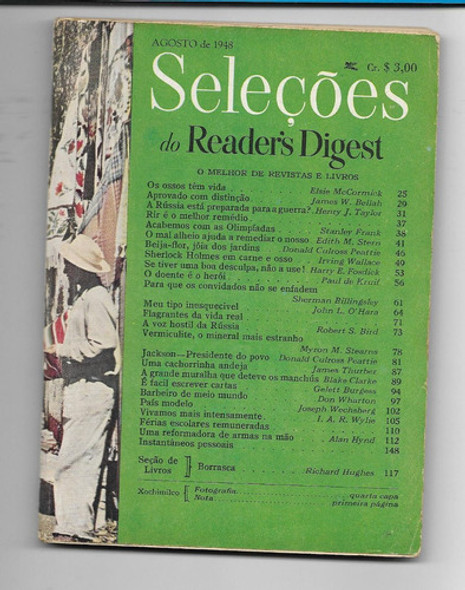 AGOSTO de 1948
Cr. $ 3,00
Seleções
do Reader's Digest
O MELHOR DE REVISTAS E LIVROS
Os ossos têm vida . . . . . Elsie McCormick 25
Aprovado com distinção . . . . James W. Bellah 29
A Rússia está preparada para a guerra? Henry J. Taylor 31
Rir é o melhor remédio . . . . . 37
Acabemos com as Olimpíadas . . . Stanley Frank 38
O mal alheio ajuda a remediar o nosso Edith M. Stern 41
Beija-flor, jóia dos jardins . . Donald Culross Peattie 46
Sherlock Holmes em carne e osso . . Irving Wallace 49
Se tiver uma boa desculpa, não a use! Harry E. Fosdick 53
O doente é o herói . . . . . Paul de Kruif 56
Para que os convidados não se enfadem
Sherman Billingsley 61
Meu tipo inesquecível . . . . John L. O'Hara 64
Flagrantes da vida real . . . . . 71
A voz hostil da Rússia . . . . Robert S. Bird 73
Vermiculite, o mineral mais estranho
Myron M. Stearns 78
Jackson—Presidente do povo Donald Culross Peattie 81
Uma cachorrinha andeja . . . James Thurber 87
A grande muralha que deteve os manchús Blake Clarke 89
É facil escrever cartas . . . . Gelett Burgess 94
Barbeiro de meio mundo . . . . Don Wharton 97
País modelo . . . . . Joseph Wechsberg 102
Vivamos mais intensamente . . . I. A. R. Wylie 105
Férias escolares remuneradas . . . . 110
Uma reformadora de armas na mão . . Alan Hynd 112
Instantâneos pessoais . . . . . 148
Seção de Livros ] Borrasca . . . . Richard Hughes 117
Xochimilco [ Fotografia . . . . . quarta capa
Nota . . . . . primeira página